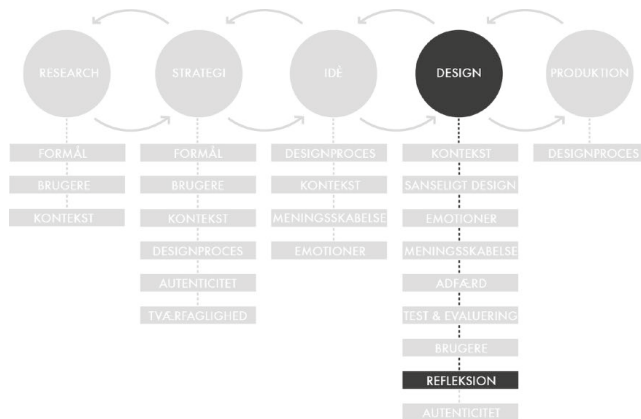 RESEARCH
STRATEGI
IDÉ
DESIGN
PRODUKTION
FORMÅL
BRUGERE
KONTEKST
FORMÅL
BRUGERE
KONTEKST
DESIGNPROCES
AUTENTICITET
TVÆRFAGLIGHED
DESIGNPROCES
KONTEKST
MENINGSSKABELSE
EMOTIONER
KONTEKST
SANSELIGT DESIGN
EMOTIONER
MENINGSSKABELSE
ADFÆRD
TEST & EVALUERING
BRUGERE
REFLEKSION
AUTENTICITET
DESIGNPROCES